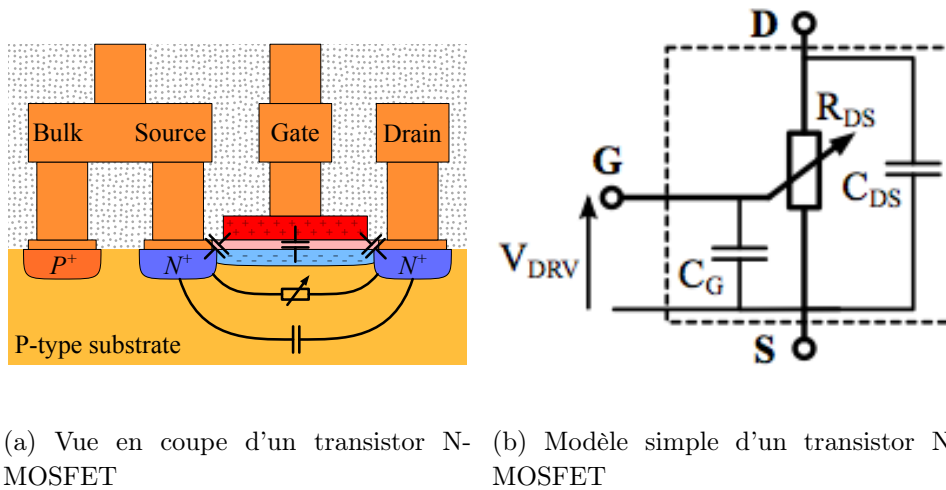 Bulk Source Gate Drain
P+ N+ N+
P-type substrate
D
RDS
G
CDS
VDRV
CG
S
(a) Vue en coupe d'un transistor N-
MOSFET
(b) Modèle simple d'un transistor N
MOSFET